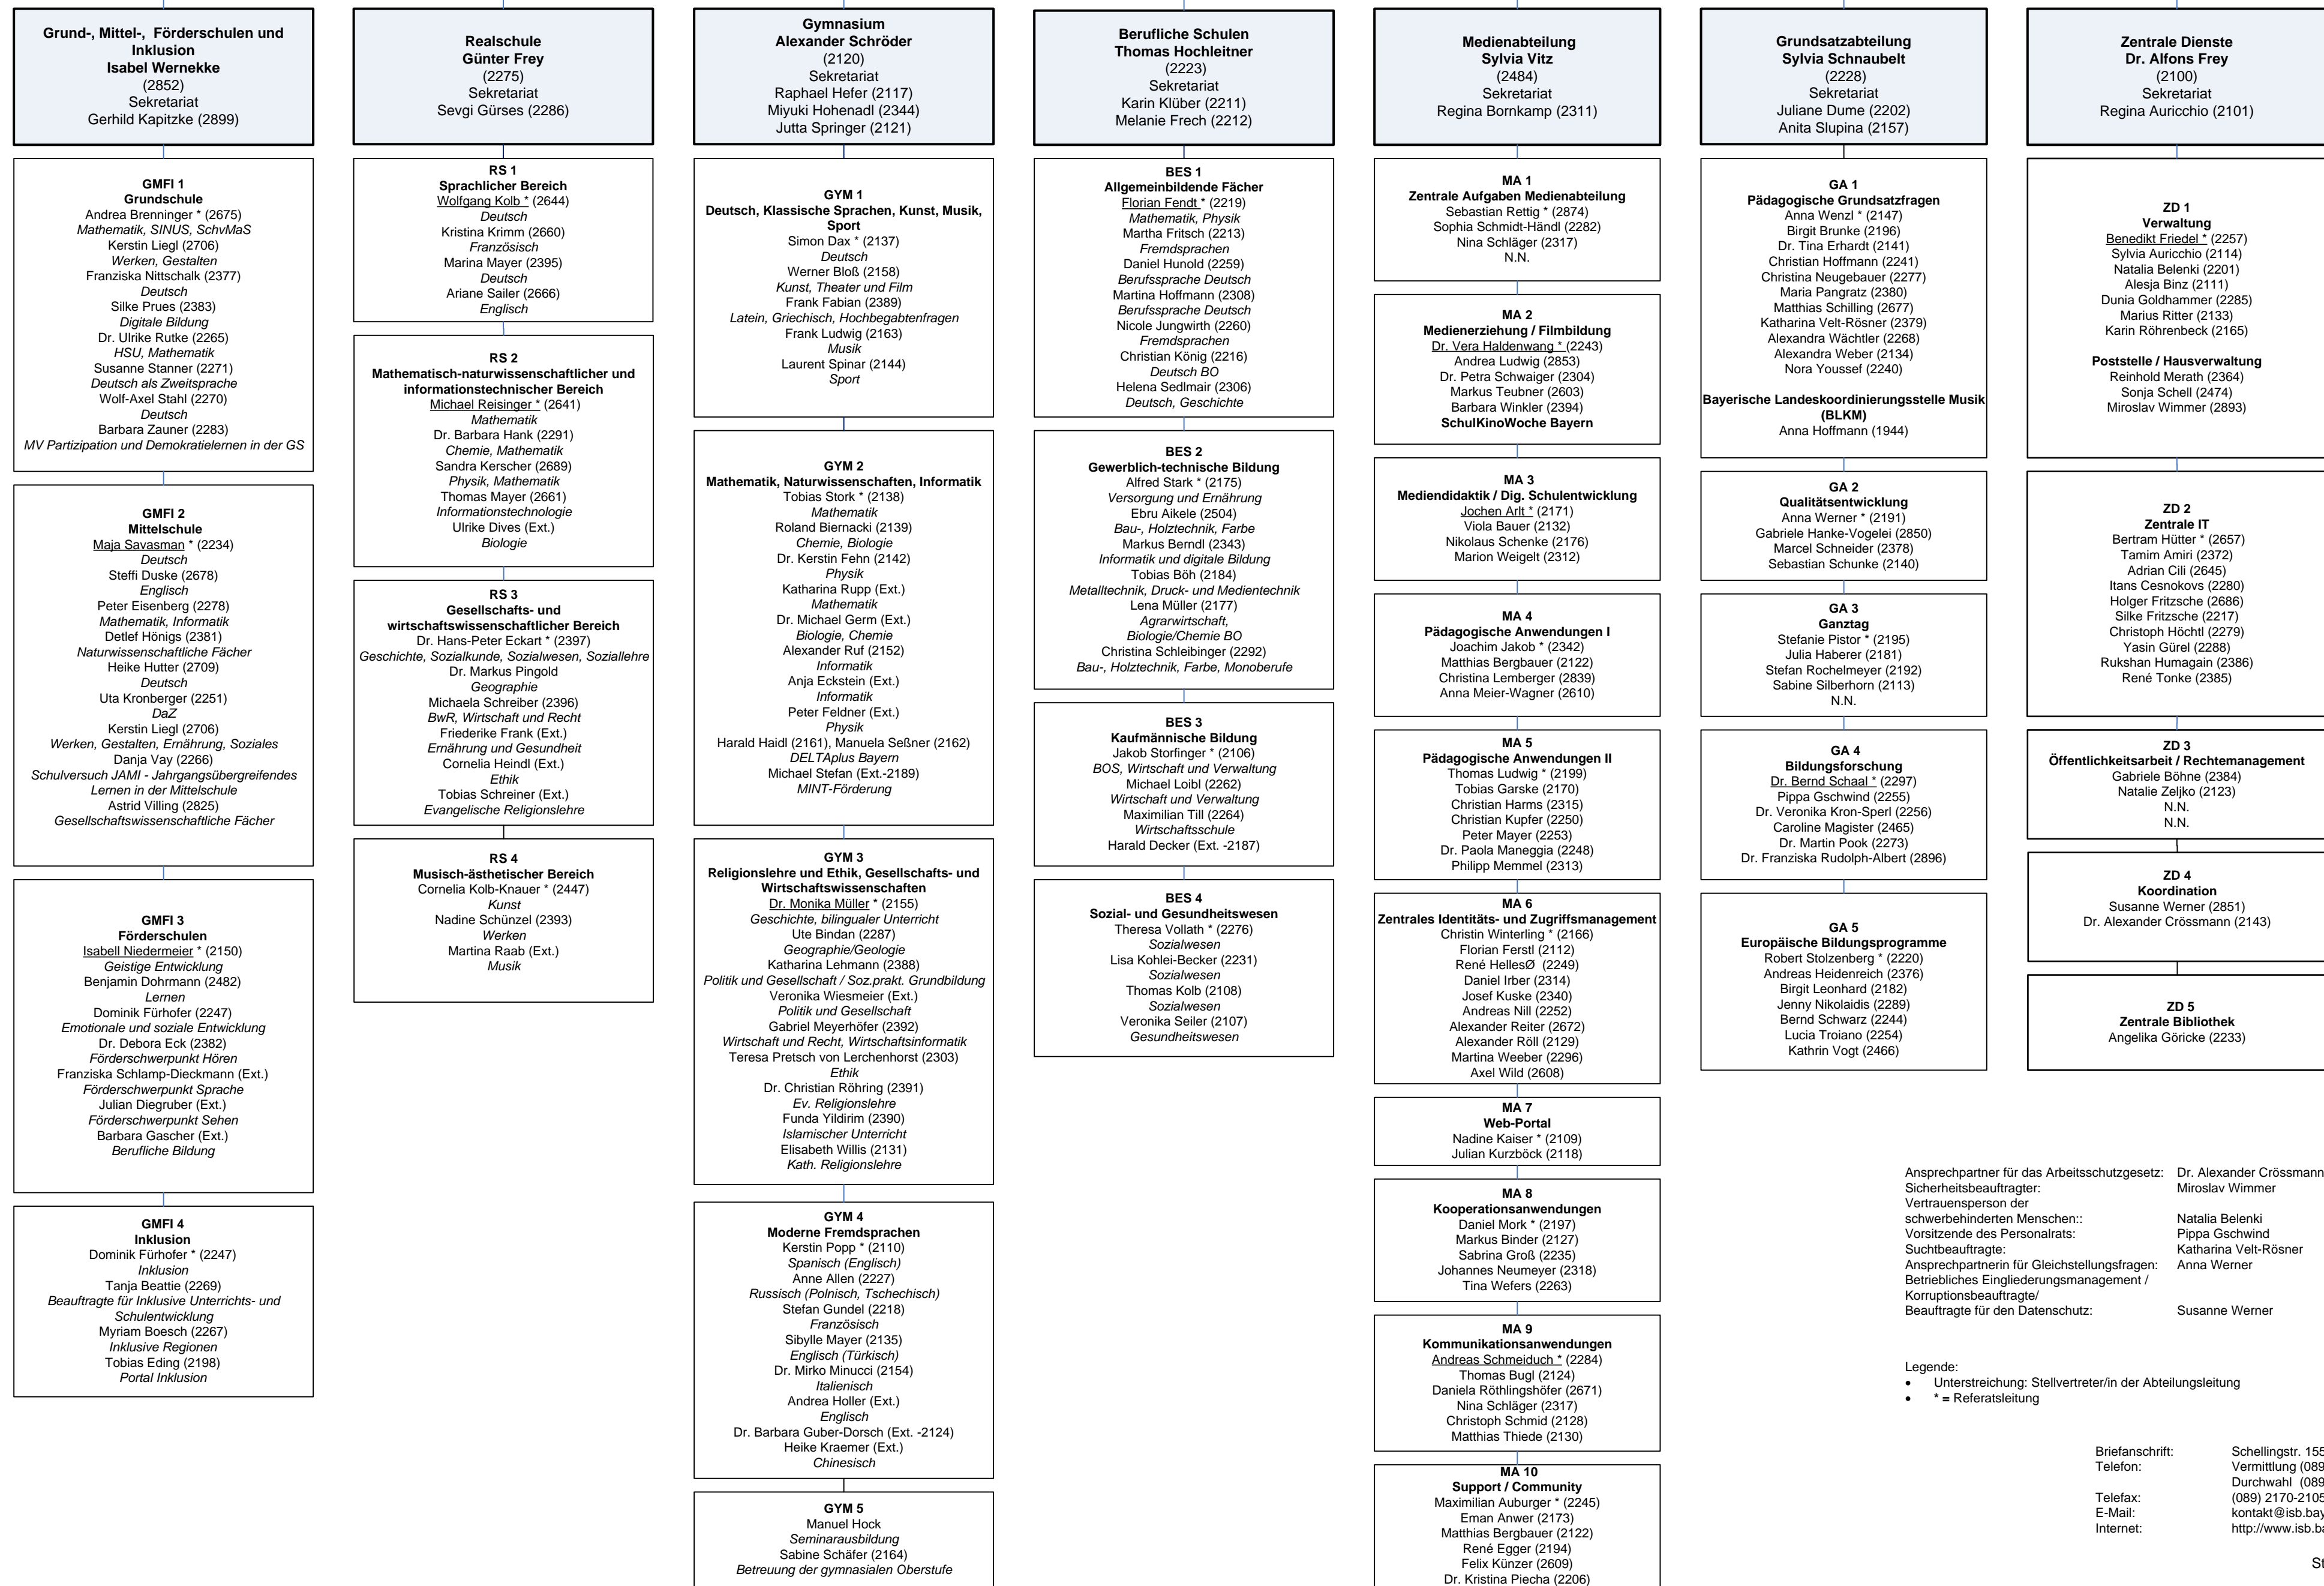 Grund-, Mittel-, Förderschulen und
Inklusion
Isabel Wernekke
(2852)
Sekretariat
Gerhild Kapitzke (2899)
GMFI 1
Grundschule
Andrea Brenninger * (2675)
Mathematik, SINUS, SchvMaS
Kerstin Liegl (2706)
Werken, Gestalten
Franziska Nittschalk (2377)
Deutsch
Silke Prues (2383)
Digitale Bildung
Dr. Ulrike Rutke (2265)
HSU, Mathematik
Susanne Stanner (2271)
Deutsch als Zweitsprache
Wolf-Axel Stahl (2270)
Deutsch
Barbara Zauner (2283)
MV Partizipation und Demokratielernen in der GS
GMFI 2
Mittelschule
Maja Savasman * (2234)
Deutsch
Steffi Duske (2678)
Englisch
Peter Eisenberg (2278)
Mathematik, Informatik
Detlef Hönigs (2381)
Naturwissenschaftliche Fächer
Heike Hutter (2709)
Deutsch
Uta Kronberger (2251)
DaZ
Kerstin Liegl (2706)
Werken, Gestalten, Ernährung, Soziales
Danja Vay (2266)
Schulversuch JAMI - Jahrgangsübergreifendes
Lernen in der Mittelschule
Astrid Villing (2825)
Gesellschaftswissenschaftliche Fächer
GMFI 3
Förderschulen
Isabell Niedermeier * (2150)
Geistige Entwicklung
Benjamin Dohrmann (2482)
Lernen
Dominik Fürhofer (2247)
Emotionale und soziale Entwicklung
Dr. Debora Eck (2382)
Förderschwerpunkt Hören
Franziska Schlamp-Dieckmann (Ext.)
Förderschwerpunkt Sprache
Julian Diegruber (Ext.)
Förderschwerpunkt Sehen
Barbara Gascher (Ext.)
Berufliche Bildung
GMFI 4
Inklusion
Dominik Fürhofer * (2247)
Inklusion
Tanja Beattie (2269)
Beauftragte für Inklusive Unterrichts- und
Schulentwicklung
Myriam Boesch (2267)
Inklusive Regionen
Tobias Eding (2198)
Portal Inklusion
Realschule
Günter Frey
(2275)
Sekretariat
Sevgi Gürses (2286)
RS 1
Sprachlicher Bereich
Wolfgang Kolb * (2644)
Deutsch
Kristina Krimm (2660)
Französisch
Marina Mayer (2395)
Deutsch
Ariane Sailer (2666)
Englisch
RS 2
Mathematisch-naturwissenschaftlicher und
informationstechnischer Bereich
Michael Reisinger * (2641)
Mathematik
Dr. Barbara Hank (2291)
Chemie, Mathematik
Sandra Kerscher (2689)
Physik, Mathematik
Thomas Mayer (2661)
Informationstechnologie
Ulrike Dives (Ext.)
Biologie
RS 3
Gesellschafts- und
wirtschaftswissenschaftlicher Bereich
Dr. Hans-Peter Eckart * (2397)
Geschichte, Sozialkunde, Sozialwesen, Soziallehre
Dr. Markus Pingold
Geographie
Michaela Schreiber (2396)
BwR, Wirtschaft und Recht
Friederike Frank (Ext.)
Ernährung und Gesundheit
Cornelia Heindl (Ext.)
Ethik
Tobias Schreiner (Ext.)
Evangelische Religionslehre
RS 4
Musisch-ästhetischer Bereich
Cornelia Kolb-Knauer * (2447)
Kunst
Nadine Schünzel (2393)
Werken
Martina Raab (Ext.)
Musik
Gymnasium
Alexander Schröder
(2120)
Sekretariat
Raphael Hefer (2117)
Miyuki Hohenadl (2344)
Jutta Springer (2121)
GYM 1
Deutsch, Klassische Sprachen, Kunst, Musik,
Sport
Simon Dax * (2137)
Deutsch
Werner Bloß (2158)
Kunst, Theater und Film
Frank Fabian (2389)
Latein, Griechisch, Hochbegabtenfragen
Frank Ludwig (2163)
Musik
Laurent Spinar (2144)
Sport
GYM 2
Mathematik, Naturwissenschaften, Informatik
Tobias Stork * (2138)
Mathematik
Roland Biernacki (2139)
Chemie, Biologie
Dr. Kerstin Fehn (2142)
Physik
Katharina Rupp (Ext.)
Mathematik
Dr. Michael Germ (Ext.)
Biologie, Chemie
Alexander Ruf (2152)
Informatik
Anja Eckstein (Ext.)
Informatik
Peter Feldner (Ext.)
Physik
Harald Haidl (2161), Manuela Seßner (2162)
DELTAplus Bayern
Michael Stefan (Ext.-2189)
MINT-Förderung
GYM 3
Religionslehre und Ethik, Gesellschafts- und
Wirtschaftswissenschaften
Dr. Monika Müller * (2155)
Geschichte, bilingualer Unterricht
Ute Bindan (2287)
Geographie/Geologie
Katharina Lehmann (2388)
Politik und Gesellschaft / Soz.prakt. Grundbildung
Veronika Wiesmeier (Ext.)
Politik und Gesellschaft
Gabriel Meyerhöfer (2392)
Wirtschaft und Recht, Wirtschaftsinformatik
Teresa Pretsch von Lerchenhorst (2303)
Ethik
Dr. Christian Röhring (2391)
Ev. Religionslehre
Funda Yildirim (2390)
Islamischer Unterricht
Elisabeth Willis (2131)
Kath. Religionslehre
GYM 4
Moderne Fremdsprachen
Kerstin Popp * (2110)
Spanisch (Englisch)
Anne Allen (2227)
Russisch (Polnisch, Tschechisch)
Stefan Gundel (2218)
Französisch
Sibylle Mayer (2135)
Englisch (Türkisch)
Dr. Mirko Minucci (2154)
Italienisch
Andrea Holler (Ext.)
Englisch
Dr. Barbara Guber-Dorsch (Ext. -2124)
Heike Kraemer (Ext.)
Chinesisch
GYM 5
Manuel Hock
Seminarausbildung
Sabine Schäfer (2164)
Betreuung der gymnasialen Oberstufe
Berufliche Schulen
Thomas Hochleitner
(2223)
Sekretariat
Karin Klüber (2211)
Melanie Frech (2212)
BES 1
Allgemeinbildende Fächer
Florian Fendt * (2219)
Mathematik, Physik
Martha Fritsch (2213)
Fremdsprachen
Daniel Hunold (2259)
Berufssprache Deutsch
Martina Hoffmann (2308)
Berufssprache Deutsch
Nicole Jungwirth (2260)
Fremdsprachen
Christian König (2216)
Deutsch BO
Helena Sedlmair (2306)
Deutsch, Geschichte
BES 2
Gewerblich-technische Bildung
Alfred Stark * (2175)
Versorgung und Ernährung
Ebru Aikele (2504)
Bau-, Holztechnik, Farbe
Markus Berndl (2343)
Informatik und digitale Bildung
Tobias Böh (2184)
Metalltechnik, Druck- und Medientechnik
Lena Müller (2177)
Agrarwirtschaft,
Biologie/Chemie BO
Christina Schleibinger (2292)
Bau-, Holztechnik, Farbe, Monoberufe
BES 3
Kaufmännische Bildung
Jakob Storfinger * (2106)
BOS, Wirtschaft und Verwaltung
Michael Loibl (2262)
Wirtschaft und Verwaltung
Maximilian Till (2264)
Wirtschaftsschule
Harald Decker (Ext. -2187)
BES 4
Sozial- und Gesundheitswesen
Theresa Vollath * (2276)
Sozialwesen
Lisa Kohlei-Becker (2231)
Sozialwesen
Thomas Kolb (2108)
Sozialwesen
Veronika Seiler (2107)
Gesundheitswesen
Medienabteilung
Sylvia Vitz
(2484)
Sekretariat
Regina Bornkamp (2311)
MA 1
Zentrale Aufgaben Medienabteilung
Sebastian Rettig * (2874)
Sophia Schmidt-Händl (2282)
Nina Schläger (2317)
N.N.
MA 2
Medienerziehung / Filmbildung
Dr. Vera Haldenwang * (2243)
Andrea Ludwig (2853)
Dr. Petra Schwaiger (2304)
Markus Teubner (2603)
Barbara Winkler (2394)
SchulKinoWoche Bayern
MA 3
Mediendidaktik / Dig. Schulentwicklung
Jochen Arlt * (2171)
Viola Bauer (2132)
Nikolaus Schenke (2176)
Marion Weigelt (2312)
MA 4
Pädagogische Anwendungen I
Joachim Jakob * (2342)
Matthias Bergbauer (2122)
Christina Lemberger (2839)
Anna Meier-Wagner (2610)
MA 5
Pädagogische Anwendungen II
Thomas Ludwig * (2199)
Tobias Garske (2170)
Christian Harms (2315)
Christian Kupfer (2250)
Peter Mayer (2253)
Dr. Paola Maneggia (2248)
Philipp Memmel (2313)
MA 6
Zentrales Identitäts- und Zugriffsmanagement
Christin Winterling * (2166)
Florian Ferstl (2112)
René HellesØ (2249)
Daniel Irber (2314)
Josef Kuske (2340)
Andreas Nill (2252)
Alexander Reiter (2672)
Alexander Röll (2129)
Martina Weeber (2296)
Axel Wild (2608)
MA 7
Web-Portal
Nadine Kaiser * (2109)
Julian Kurzböck (2118)
MA 8
Kooperationsanwendungen
Daniel Mork * (2197)
Markus Binder (2127)
Sabrina Groß (2235)
Johannes Neumeyer (2318)
Tina Wefers (2263)
MA 9
Kommunikationsanwendungen
Andreas Schmeiduch * (2284)
Thomas Bugl (2124)
Daniela Röthlingshöfer (2671)
Nina Schläger (2317)
Christoph Schmid (2128)
Matthias Thiede (2130)
MA 10
Support / Community
Maximilian Auburger * (2245)
Eman Anwer (2173)
Matthias Bergbauer (2122)
René Egger (2194)
Felix Künzer (2609)
Dr. Kristina Piecha (2206)
Grundsatzabteilung
Sylvia Schnaubelt
(2228)
Sekretariat
Juliane Dume (2202)
Anita Slupina (2157)
GA 1
Pädagogische Grundsatzfragen
Anna Wenzl * (2147)
Birgit Brunke (2196)
Dr. Tina Erhardt (2141)
Christian Hoffmann (2241)
Christina Neugebauer (2277)
Maria Pangratz (2380)
Matthias Schilling (2677)
Katharina Velt-Rösner (2379)
Alexandra Wächtler (2268)
Alexandra Weber (2134)
Nora Youssef (2240)
Bayerische Landeskoordinierungsstelle Musik
(BLKM)
Anna Hoffmann (1944)
GA 2
Qualitätsentwicklung
Anna Werner * (2191)
Gabriele Hanke-Vogelei (2850)
Marcel Schneider (2378)
Sebastian Schunke (2140)
GA 3
Ganztag
Stefanie Pistor * (2195)
Julia Haberer (2181)
Stefan Rochelmeyer (2192)
Sabine Silberhorn (2113)
N.N.
GA 4
Bildungsforschung
Dr. Bernd Schaal * (2297)
Pippa Gschwind (2255)
Dr. Veronika Kron-Sperl (2256)
Caroline Magister (2465)
Dr. Martin Pook (2273)
Dr. Franziska Rudolph-Albert (2896)
GA 5
Europäische Bildungsprogramme
Robert Stolzenberg * (2220)
Andreas Heidenreich (2376)
Birgit Leonhard (2182)
Jenny Nikolaidis (2289)
Bernd Schwarz (2244)
Lucia Troiano (2254)
Kathrin Vogt (2466)
Zentrale Dienste
Dr. Alfons Frey
(2100)
Sekretariat
Regina Auricchio (2101)
ZD 1
Verwaltung
Benedikt Friedel * (2257)
Sylvia Auricchio (2114)
Natalia Belenki (2201)
Alesja Binz (2111)
Dunia Goldhammer (2285)
Marius Ritter (2133)
Karin Röhrenbeck (2165)
Poststelle / Hausverwaltung
Reinhold Merath (2364)
Sonja Schell (2474)
Miroslav Wimmer (2893)
ZD 2
Zentrale IT
Bertram Hütter * (2657)
Tamim Amiri (2372)
Adrian Cili (2645)
Itans Cesnokovs (2280)
Holger Fritzsche (2686)
Silke Fritzsche (2217)
Christoph Höchtl (2279)
Yasin Gürel (2288)
Rukshan Humagain (2386)
René Tonke (2385)
ZD 3
Öffentlichkeitsarbeit / Rechtemanagement
Gabriele Böhne (2384)
Natalie Zeljko (2123)
N.N.
N.N.
ZD 4
Koordination
Susanne Werner (2851)
Dr. Alexander Crössmann (2143)
ZD 5
Zentrale Bibliothek
Angelika Göricke (2233)
Ansprechpartner für das Arbeitsschutzgesetz: Dr. Alexander Crössmann
Sicherheitsbeauftragter: Miroslav Wimmer
Vertrauensperson der
schwerbehinderten Menschen:: Natalia Belenki
Vorsitzende des Personalrats: Pippa Gschwind
Suchtbeauftragte: Katharina Velt-Rösner
Ansprechpartnerin für Gleichstellungsfragen: Anna Werner
Betriebliches Eingliederungsmanagement /
Korruptionsbeauftragte/
Beauftragte für den Datenschutz: Susanne Werner
Legende:
• Unterstreichung: Stellvertreter/in der Abteilungsleitung
• * = Referatsleitung
Briefanschrift: Schellingstr. 155
Telefon: Vermittlung (089
Durchwahl (089
Telefax: (089) 2170-2105
E-Mail: kontakt@isb.bay
Internet: http://www.isb.ba
St